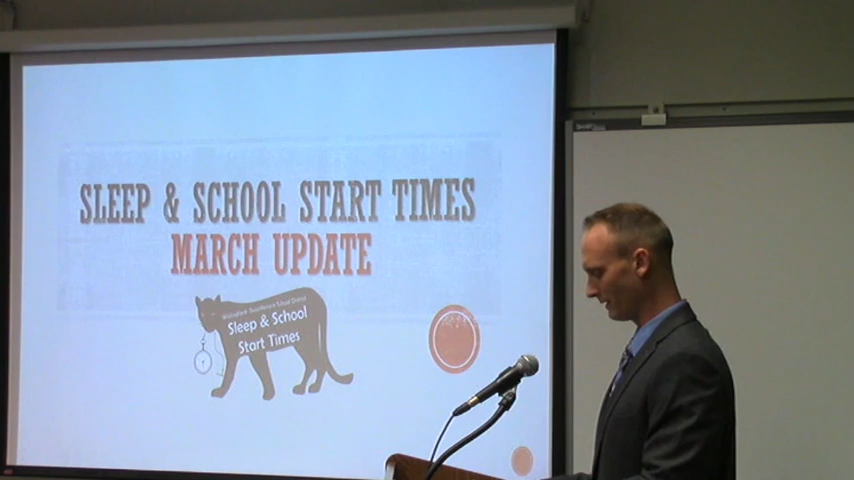 SLEEP & SCHOOL START TIMES
MARCH UPDATE
Sleep & School
Start Times